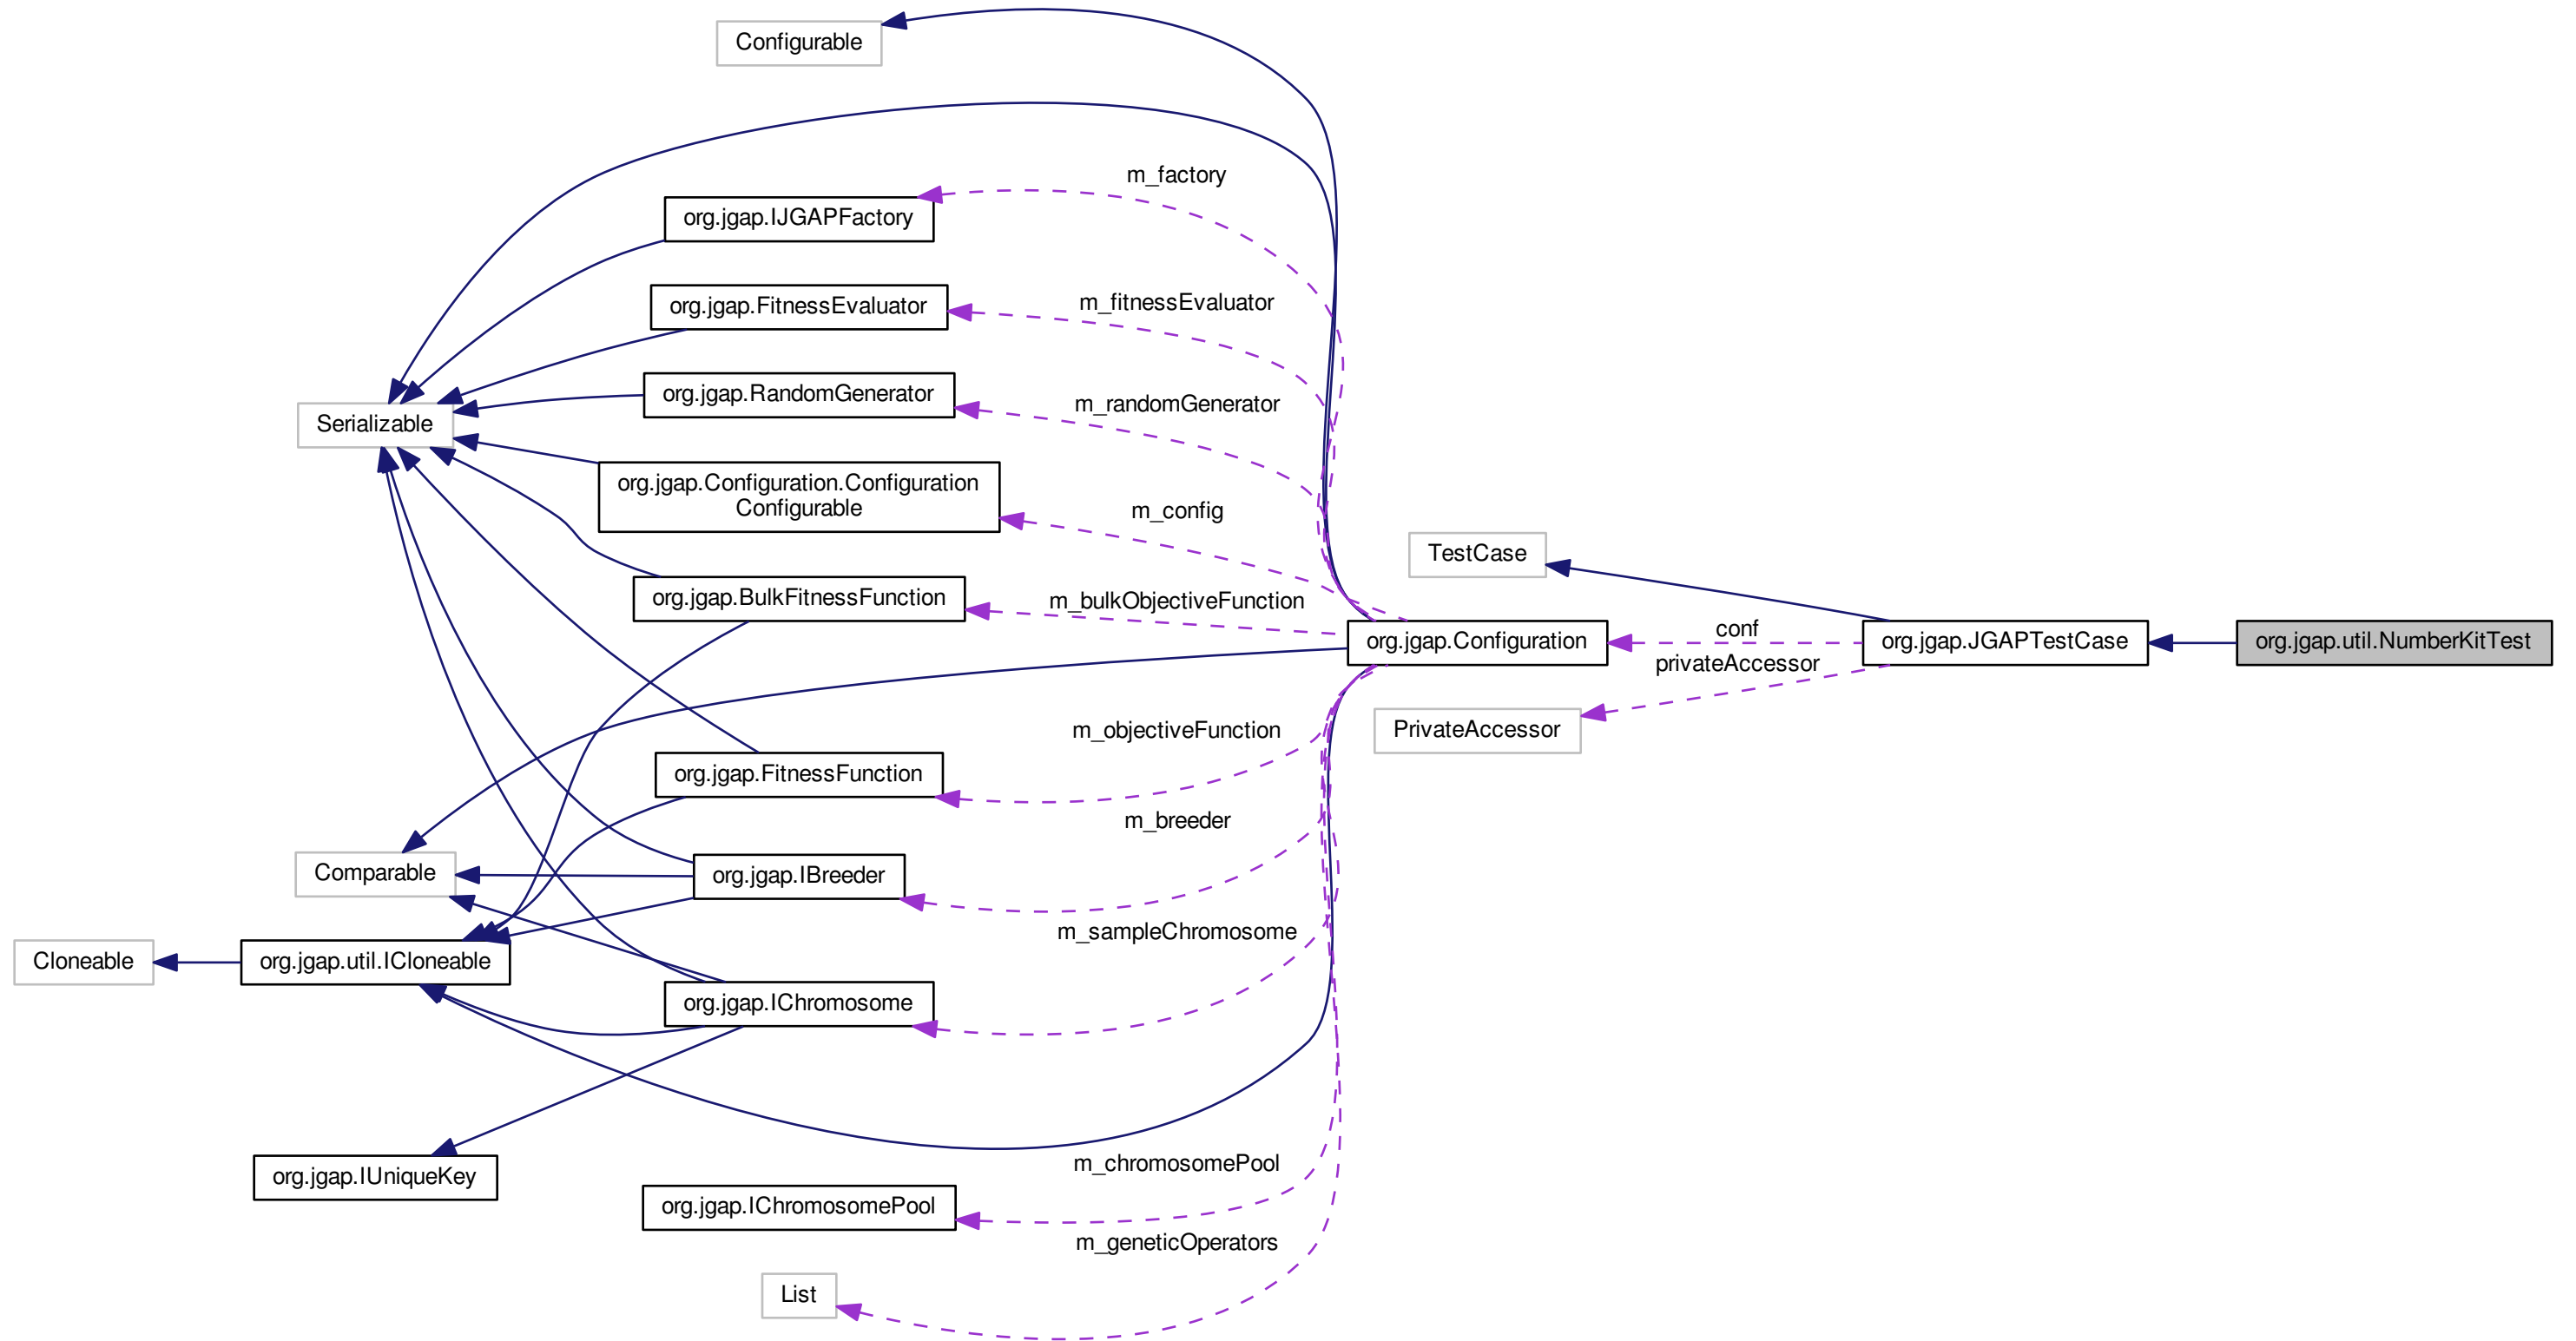 Configurable
m_factory
org.jgap.IJGAPFactory
m_fitnessEvaluator
org.jgap.FitnessEvaluator
m_randomGenerator
org.jgap.RandomGenerator
Serializable
org.jgap.Configuration.Configuration
Configurable
m_config
TestCase
org.jgap.BulkFitnessFunction
m_bulkObjectiveFunction
org.jgap.Configuration
conf
org.jgap.JGAPTestCase
org.jgap.util.NumberKitTest
privateAccessor
PrivateAccessor
m_objectiveFunction
org.jgap.FitnessFunction
m_breeder
Comparable
org.jgap.IBreeder
m_sampleChromosome
Cloneable
org.jgap.util.ICloneable
org.jgap.IChromosome
m_chromosomePool
org.jgap.IUniqueKey
org.jgap.IChromosomePool
m_geneticOperators
List